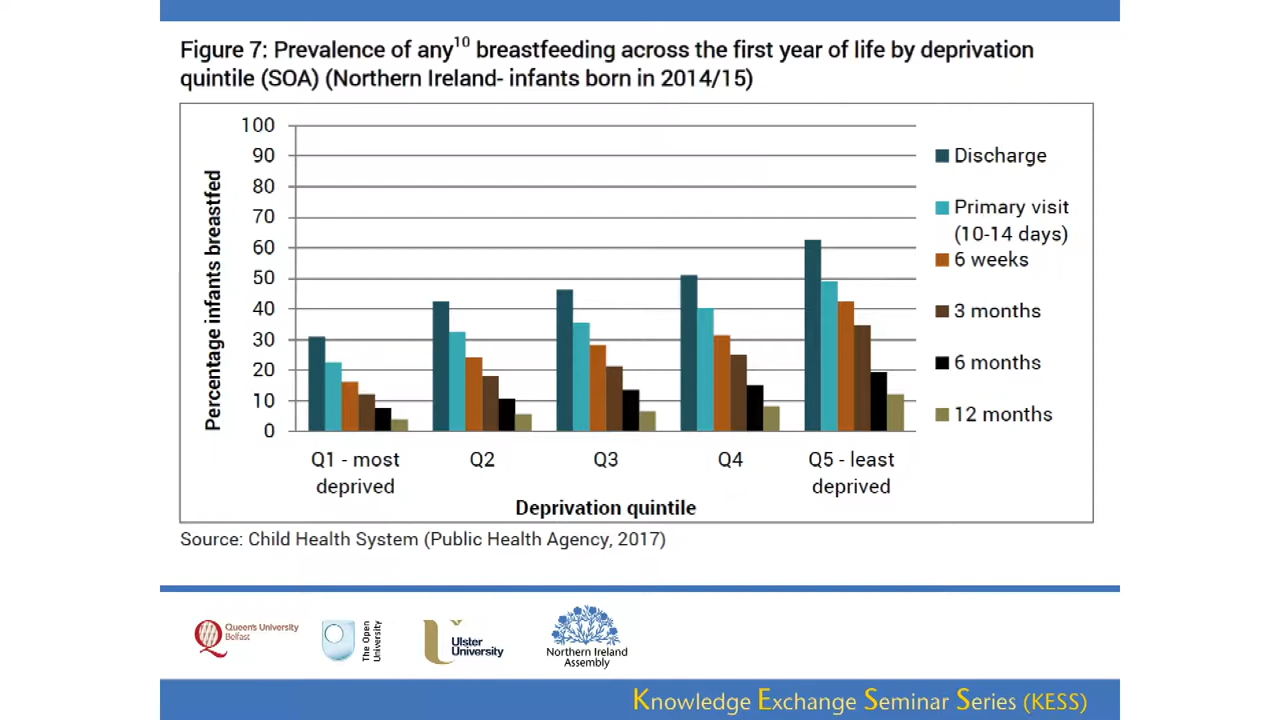 Figure 7: Prevalence of any10 breastfeeding across the first year of life by deprivation
quintile (SOA) (Northern Ireland- infants born in 2014/15)
Percentage infants breastfed
100
90
80
70
60
50
40
30
20
10
0
Q1 - most
deprived
Q2
Q3
Q4
Q5 - least
deprived
Deprivation quintile
Discharge
Primary visit
(10-14 days)
6 weeks
3 months
6 months
12 months
Source: Child Health System (Public Health Agency, 2017)
Queen's University
Belfast
The Open
University
Ulster
University
Northern Ireland
Assembly
Knowledge Exchange Seminar Series (KESS)